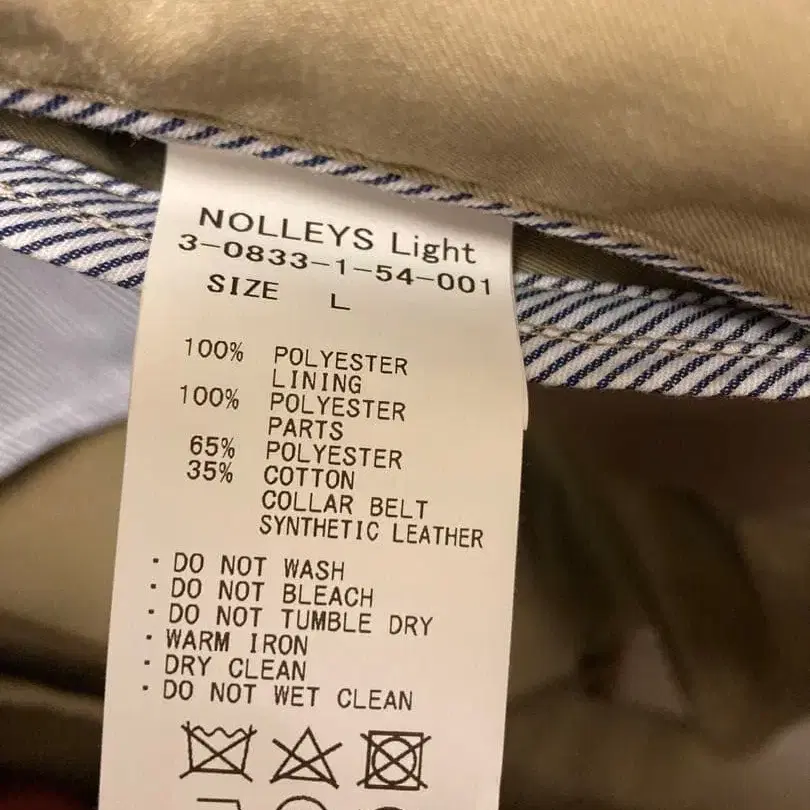 NOLLEYS Light
3-0833-1-54-001
SIZE L
100% POLYESTER
LINING
100% POLYESTER
PARTS
65% POLYESTER
35% COTTON
COLLAR BELT
SYNTHETIC LEATHER
・DO NOT WASH
・DO NOT BLEACH
・DO NOT TUMBLE DRY
・WARM IRON
・DRY CLEAN
・DO NOT WET CLEAN